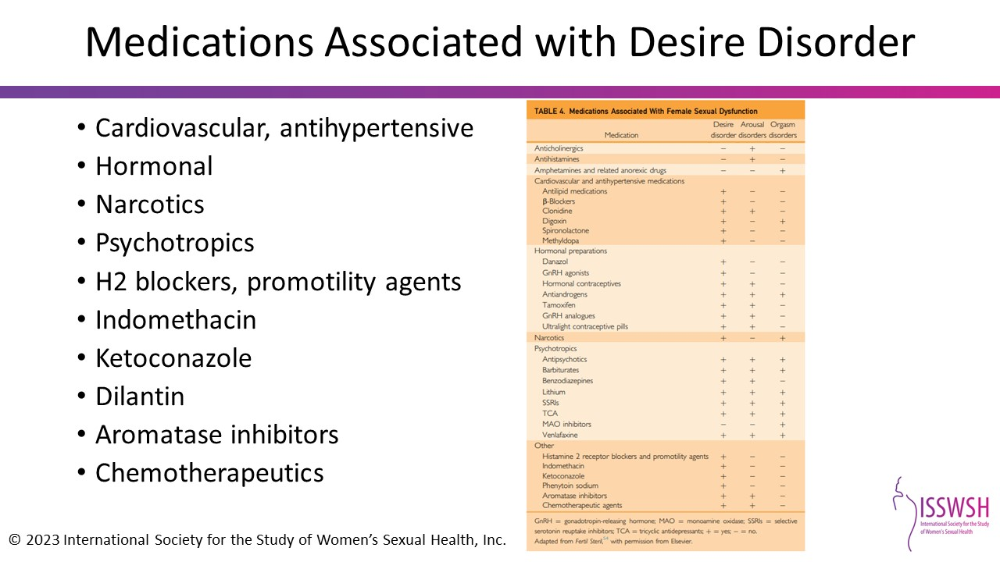 Medications Associated with Desire Disorder
• Cardiovascular, antihypertensive
• Hormonal
• Narcotics
• Psychotropics
• H2 blockers, promotility agents
• Indomethacin
• Ketoconazole
• Dilantin
• Aromatase inhibitors
• Chemotherapeutics
TABLE 4. Medications Associated With Female Sexual Dysfunction
Desire Arousal Orgasm
Medication disorder disorders disorders
Anticholinergics − + −
Antihistamines − + −
Amphetamines and related anorexic drugs − − +
Cardiovascular and antihypertensive medications
Antilipid medications + − −
β-Blockers + − −
Clonidine + + −
Digoxin + − +
Spironolactone + − −
Methyldopa + − −
Hormonal preparations
Danazol + − −
GnRH agonists + − −
Hormonal contraceptives + + −
Antiandrogens + + +
Tamoxifen + + −
GnRH analogues + + −
Ultralight contraceptive pills + + −
Narcotics + − +
Psychotropics
Antipsychotics + + +
Barbiturates + + +
Benzodiazepines + + −
Lithium + + +
SSRIs + + +
TCA + + +
MAO inhibitors − − +
Venlafaxine + + +
Other
Histamine 2 receptor blockers and promotility agents + − −
Indomethacin + − −
Ketoconazole + − −
Phenytoin sodium + − −
Aromatase inhibitors + + −
Chemotherapeutic agents + + −
GnRH = gonadotropin-releasing hormone; MAO = monoamine oxidase; SSRIs = selective
serotonin reuptake inhibitors; TCA = tricyclic antidepressants; + = yes; − = no.
Adapted from Fertil Steril,54 with permission from Elsevier.
ISSWSH
International Society for the Study
of Women's Sexual Health
© 2023 International Society for the Study of Women's Sexual Health, Inc.